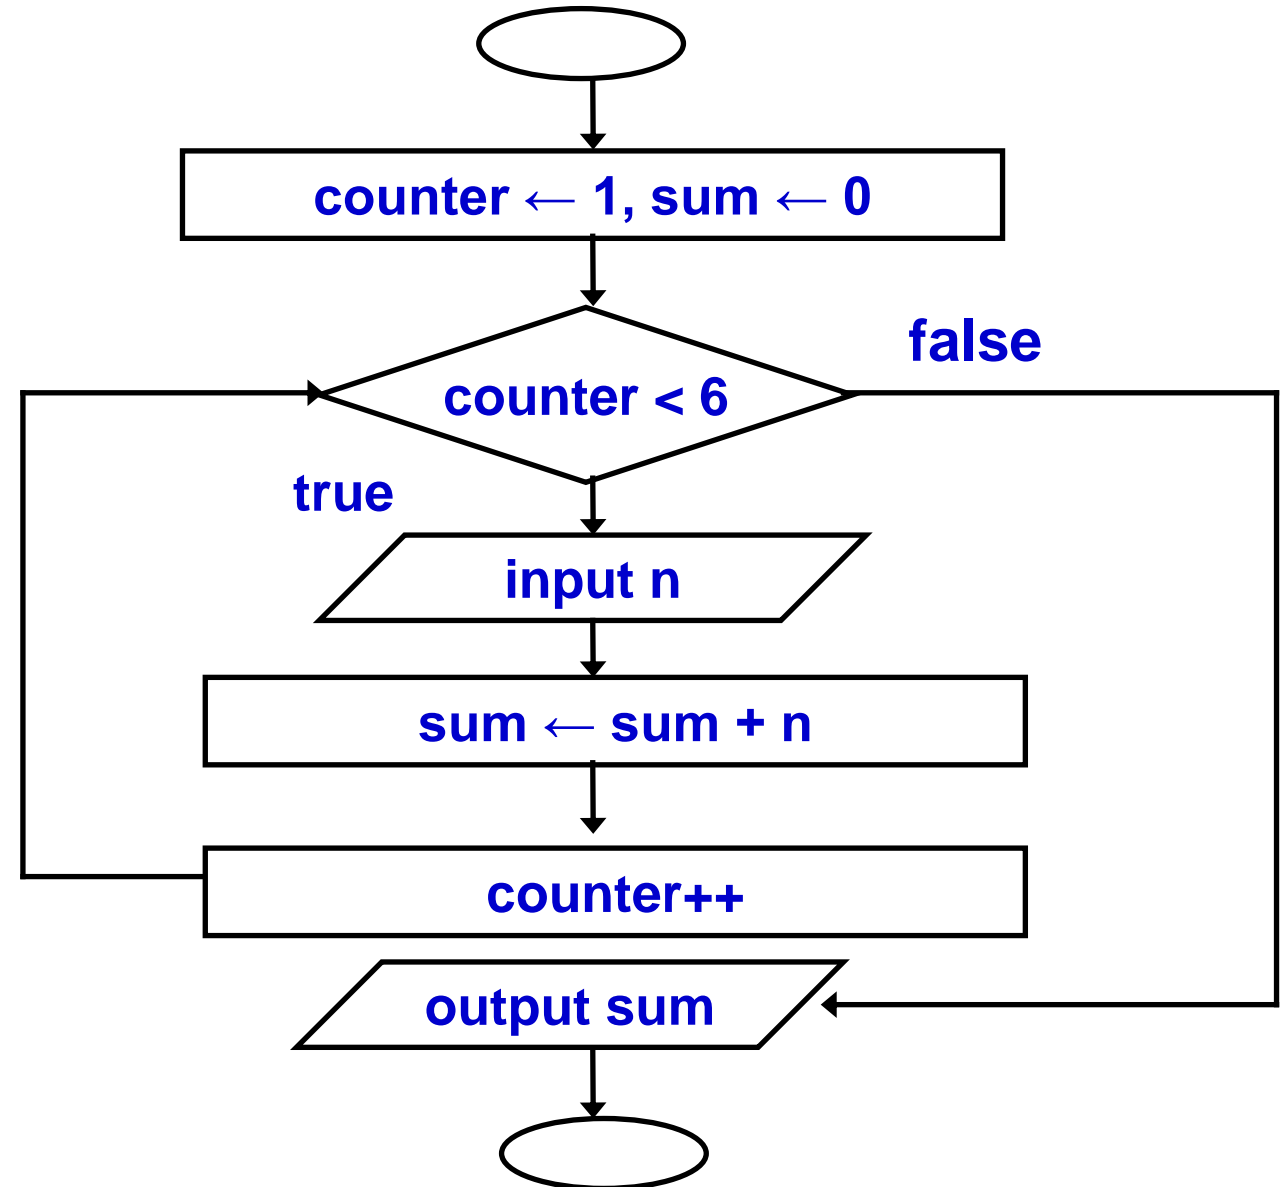 counter ← 1, sum ← 0
false
counter < 6
true
input n
sum ← sum + n
counter++
output sum